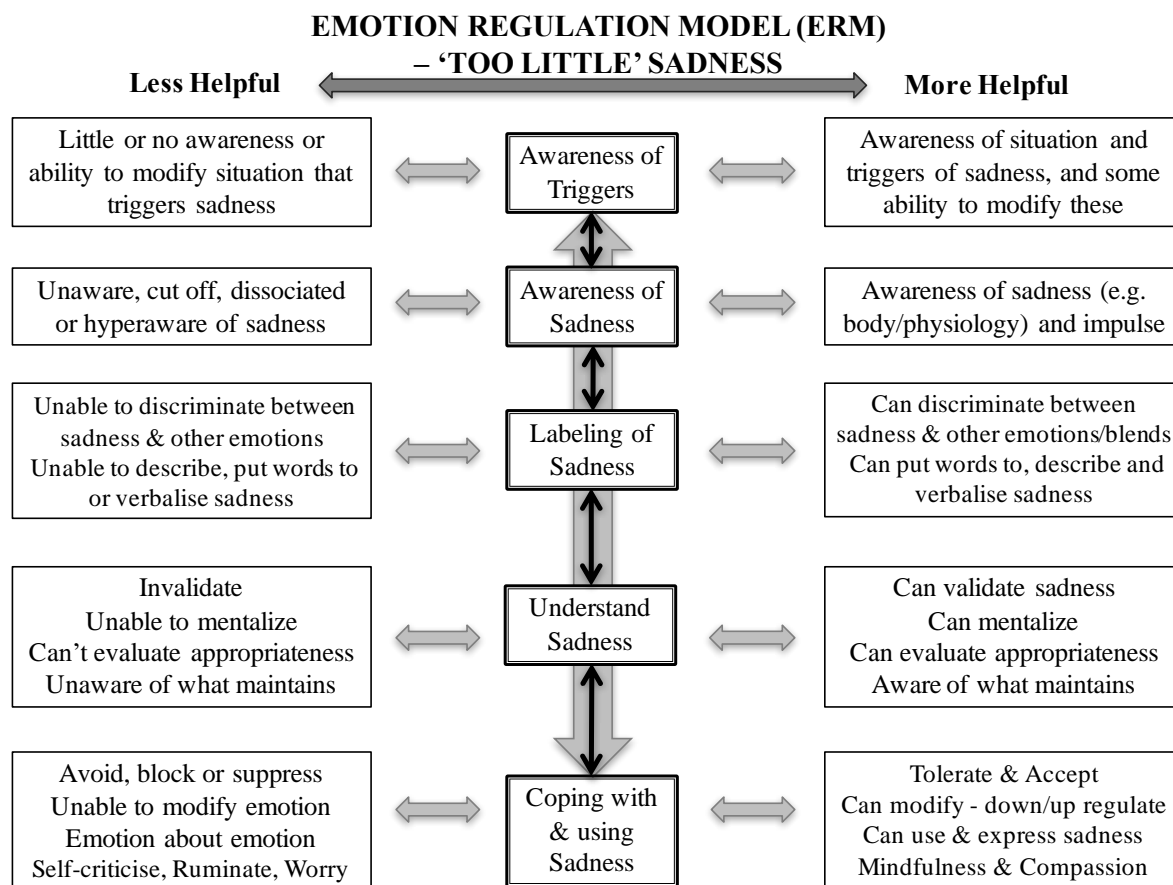 EMOTION REGULATION MODEL (ERM)
– ‘TOO LITTLE’ SADNESS
Less Helpful
More Helpful
Little or no awareness or
ability to modify situation that
triggers sadness
Awareness of
Triggers
Awareness of situation and
triggers of sadness, and some
ability to modify these
Unaware, cut off, dissociated
or hyperaware of sadness
Awareness of
Sadness
Awareness of sadness (e.g.
body/physiology) and impulse
Unable to discriminate between
sadness & other emotions
Unable to describe, put words to
or verbalise sadness
Labeling of
Sadness
Can discriminate between
sadness & other emotions/blends
Can put words to, describe and
verbalise sadness
Invalidate
Unable to mentalize
Can’t evaluate appropriateness
Unaware of what maintains
Understand
Sadness
Can validate sadness
Can mentalize
Can evaluate appropriateness
Aware of what maintains
Avoid, block or suppress
Unable to modify emotion
Emotion about emotion
Self-criticise, Ruminate, Worry
Coping with
& using
Sadness
Tolerate & Accept
Can modify - down/up regulate
Can use & express sadness
Mindfulness & Compassion